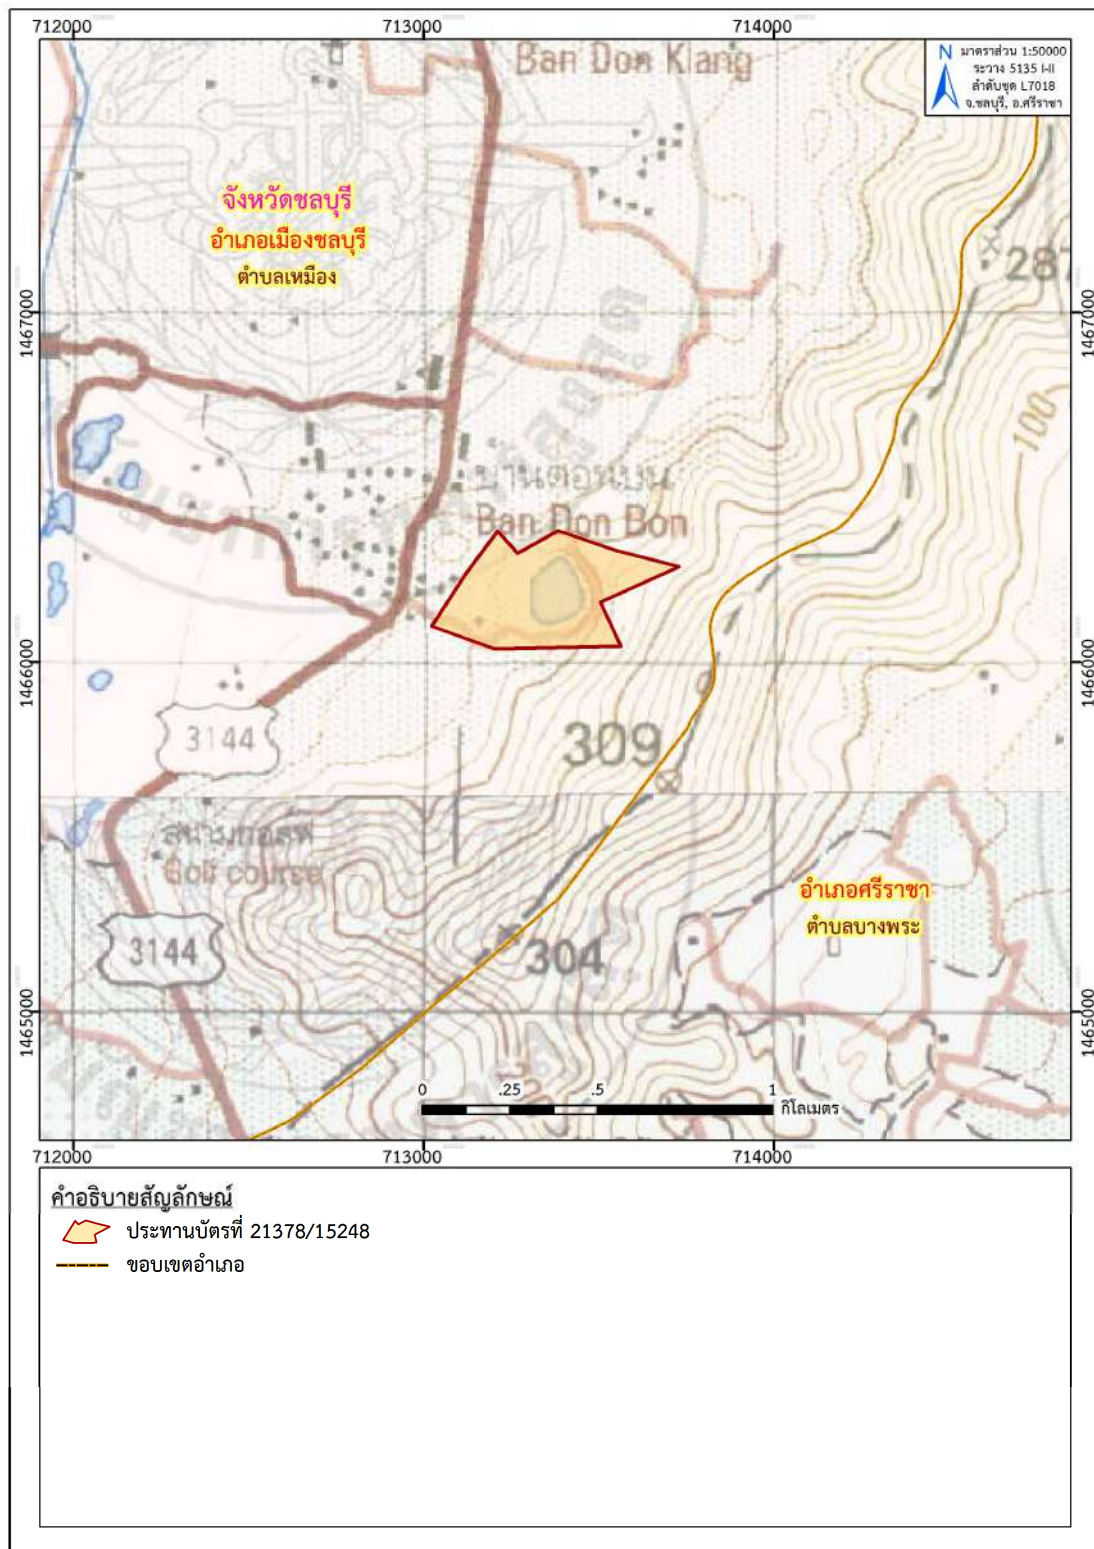 712000 713000 714000
N มาตราส่วน 1:50000
ระวาง 5135 I-II
ลำดับชุด L7018
จ.ชลบุรี, อ.ศรีราชา
Ban Don Klang
จังหวัดชลบุรี
อำเภอเมืองชลบุรี
ตำบลเหมือง
287
1467000 1467000
100
บ้านดอนบน
Ban Don Bon
1466000 1466000
3144
309
สนามกอล์ฟ
Golf course
อำเภอศรีราชา
ตำบลบางพระ
3144
304
1465000 1465000
0 .25 .5 1
กิโลเมตร
712000 713000 714000
คำอธิบายสัญลักษณ์
ประทานบัตรที่ 21378/15248
ขอบเขตอำเภอ